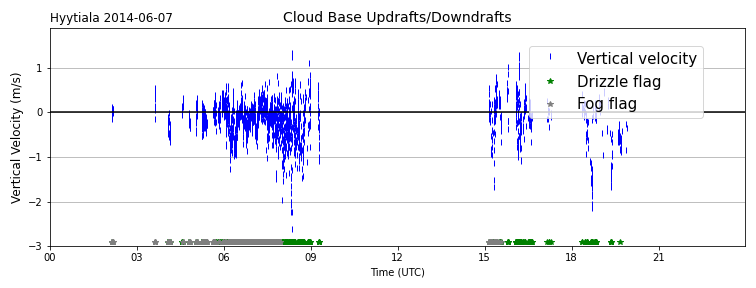 Hyytiala 2014-06-07
Cloud Base Updrafts/Downdrafts
Vertical Velocity (m/s)
1
0
−1
−2
−3
Vertical velocity
Drizzle flag
Fog flag
00 03 06 09 12 15 18 21
Time (UTC)